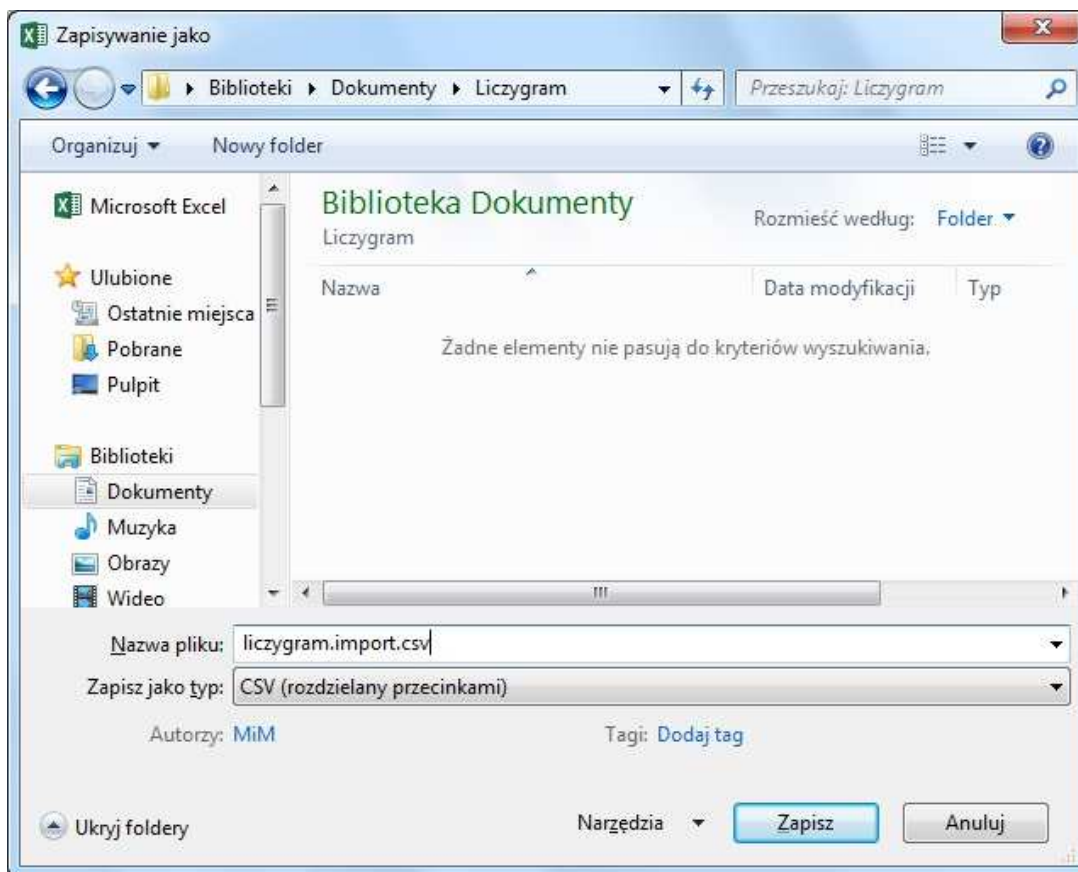 Zapisywanie jako
Biblioteki Dokumenty Liczygram
Przeszukaj: Liczygram
Organizuj Nowy folder
Microsoft Excel
Ulubione
Ostatnie miejsca
Pobrane
Pulpit
Biblioteki
Dokumenty
Muzyka
Obrazy
Wideo
Biblioteka Dokumenty
Liczygram
Rozmieść według: Folder
Nazwa Data modyfikacji Typ
Żadne elementy nie pasują do kryteriów wyszukiwania.
Nazwa pliku: liczygram.import.csv
Zapisz jako typ: CSV (rozdzielany przecinkami)
Autorzy: MiM Tagi: Dodaj tag
Ukryj foldery Narzędzia Zapisz Anuluj